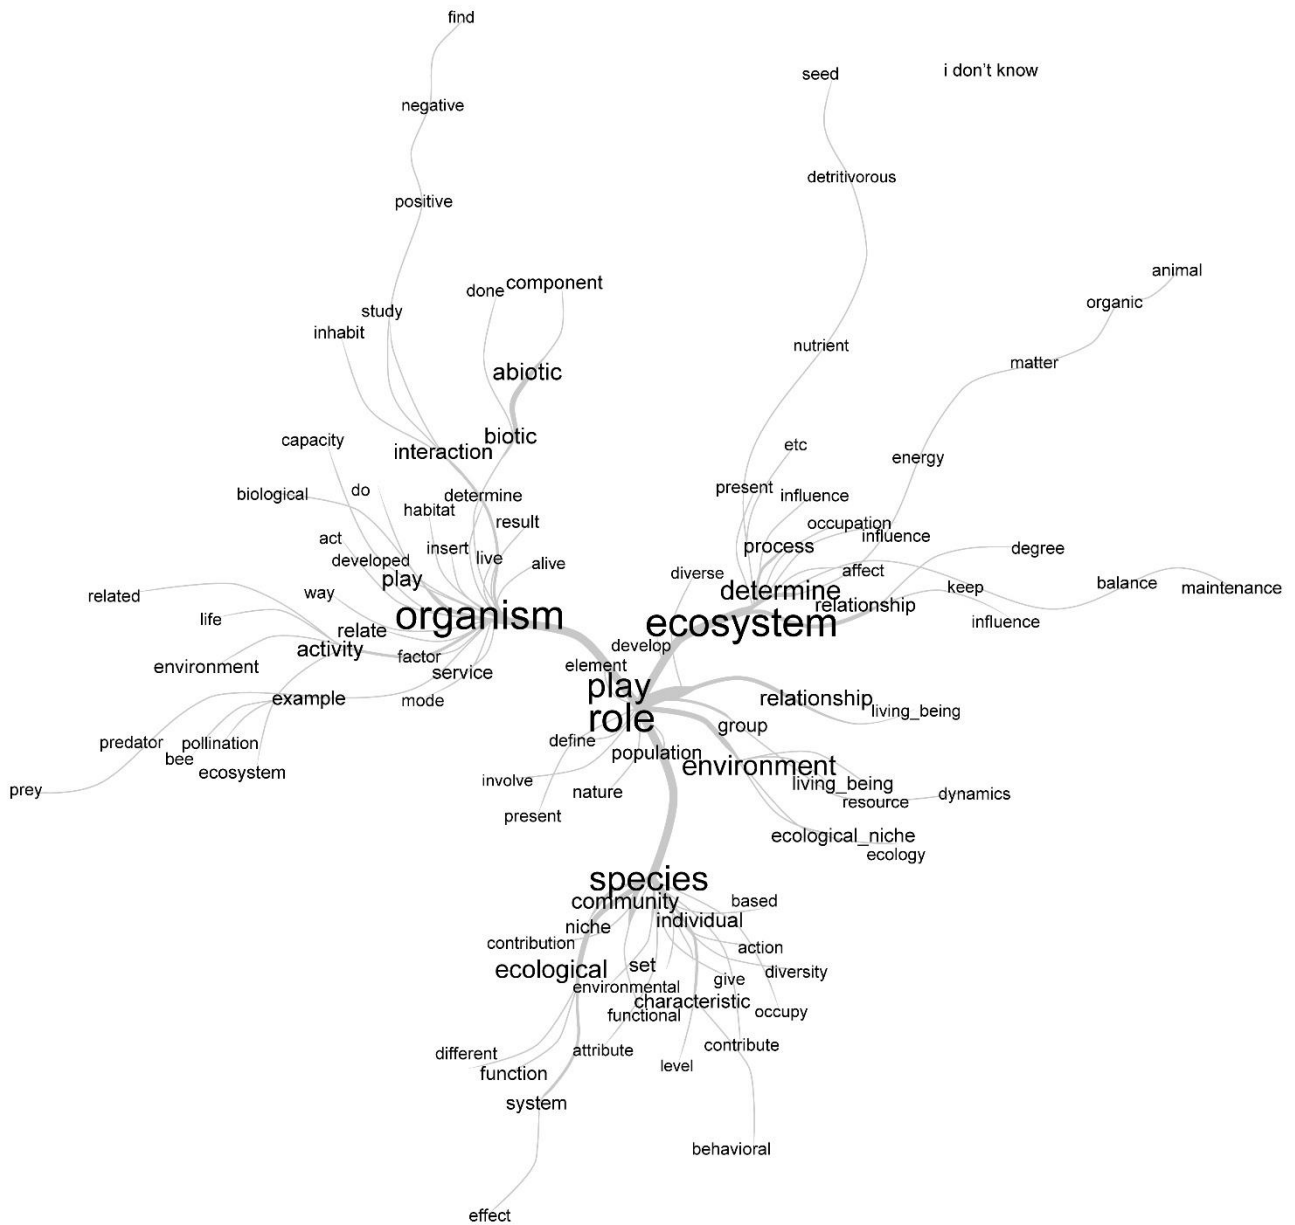 find
seed
i don't know
negative
detritivorous
positive
animal
done
component
organic
study
inhabit
nutrient
matter
abiotic
biotic
capacity
interaction
etc
energy
biological
do
determine
present
influence
habitat
result
occupation
act
influence
insert
process
degree
developed
live
alive
affect
play
diverse
balance
related
way
determine
keep
maintenance
relationship
life
organism
ecosystem
influence
relate
activity
factor
develop
environment
service
element
play
example
mode
relationship
living_being
role
group
predator
pollination
define
population
bee
environment
ecosystem
prey
involve
nature
living_being
resource
dynamics
present
ecological_niche
ecology
species
community
based
individual
niche
contribution
action
ecological
set
diversity
environmental
give
characteristic
functional
occupy
different
attribute
contribute
function
level
system
behavioral
effect